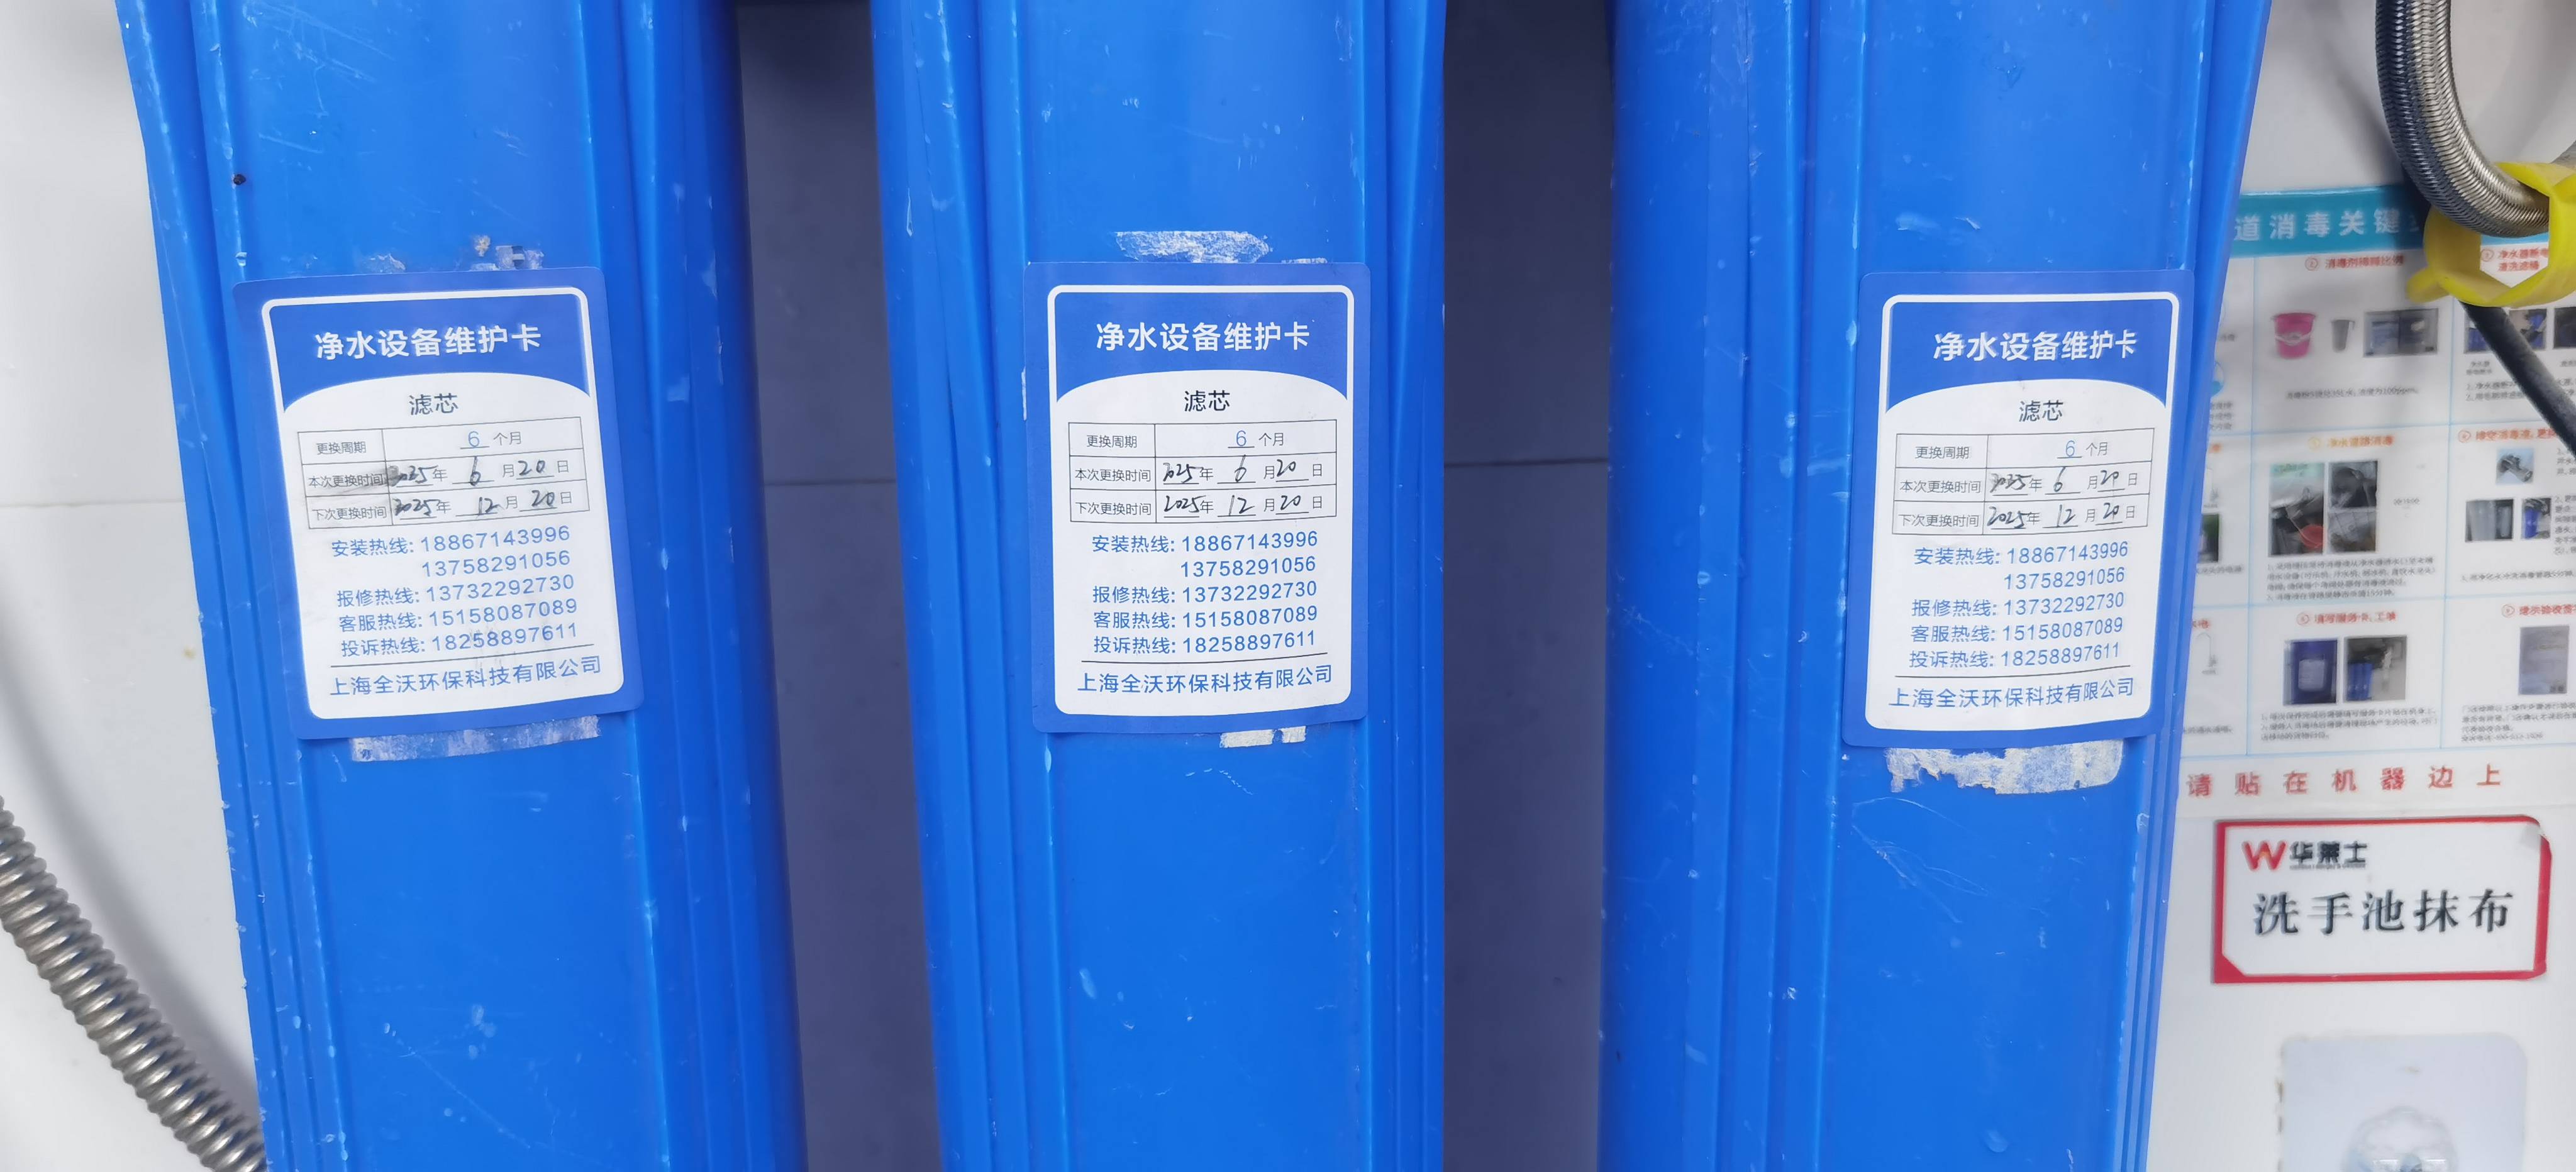 净水设备维护卡
滤芯
更换周期 6 个月
本次更换时间 2025年 6 月 20 日
下次更换时间 2025年 12 月 20 日
安装热线: 18867143996
13758291056
报修热线: 13732292730
客服热线: 15158087089
投诉热线: 18258897611
上海全沃环保科技有限公司
净水设备维护卡
滤芯
更换周期 6 个月
本次更换时间 2025年 6 月 20 日
下次更换时间 2025年 12 月 20 日
安装热线: 18867143996
13758291056
报修热线: 13732292730
客服热线: 15158087089
投诉热线: 18258897611
上海全沃环保科技有限公司
净水设备维护卡
滤芯
更换周期 6 个月
本次更换时间 2025年 6 月 20 日
下次更换时间 2025年 12 月 20 日
安装热线: 18867143996
13758291056
报修热线: 13732292730
客服热线: 15158087089
投诉热线: 18258897611
上海全沃环保科技有限公司
道消毒关键
② 消毒剂稀释比例
请贴在机器边上
华莱士
洗手池抹布